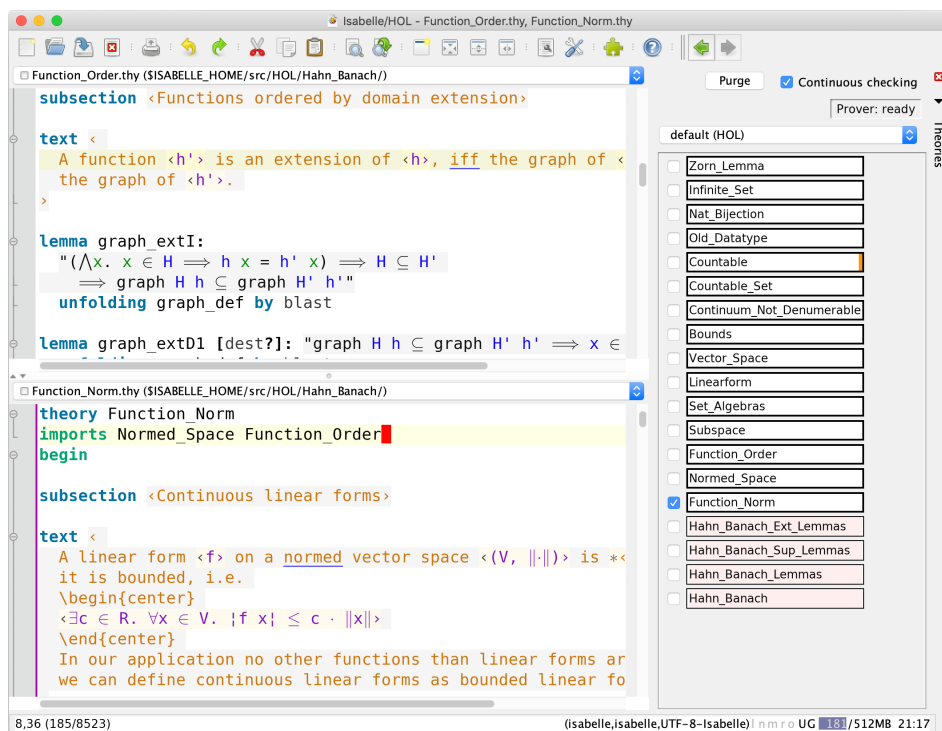 Isabelle/HOL - Function_Order.thy, Function_Norm.thy
Function_Order.thy ($ISABELLE_HOME/src/HOL/Hahn_Banach/)
subsection ‹Functions ordered by domain extension›
text ‹
A function ‹h'› is an extension of ‹h›, iff the graph of ‹
the graph of ‹h'›.
›
lemma graph_extI:
"(⋀x. x ∈ H ⟹ h x = h' x) ⟹ H ⊆ H'
⟹ graph H h ⊆ graph H' h'"
unfolding graph_def by blast
lemma graph_extD1 [dest?]: "graph H h ⊆ graph H' h' ⟹ x ∈
Function_Norm.thy ($ISABELLE_HOME/src/HOL/Hahn_Banach/)
theory Function_Norm
imports Normed_Space Function_Order
begin
subsection ‹Continuous linear forms›
text ‹
A linear form ‹f› on a normed vector space ‹(V, ∥·∥)› is *‹
it is bounded, i.e.
\begin{center}
‹∃c ∈ R. ∀x ∈ V. ¦f x¦ ≤ c · ∥x∥›
\end{center}
In our application no other functions than linear forms ar
we can define continuous linear forms as bounded linear fo
Purge
Continuous checking
Prover: ready
default (HOL)
Theories
Zorn_Lemma
Infinite_Set
Nat_Bijection
Old_Datatype
Countable
Countable_Set
Continuum_Not_Denumerable
Bounds
Vector_Space
Linearform
Set_Algebras
Subspace
Function_Order
Normed_Space
Function_Norm
Hahn_Banach_Ext_Lemmas
Hahn_Banach_Sup_Lemmas
Hahn_Banach_Lemmas
Hahn_Banach
8,36 (185/8523)
(isabelle,isabelle,UTF-8-Isabelle) n m r o UG 181/512MB 21:17